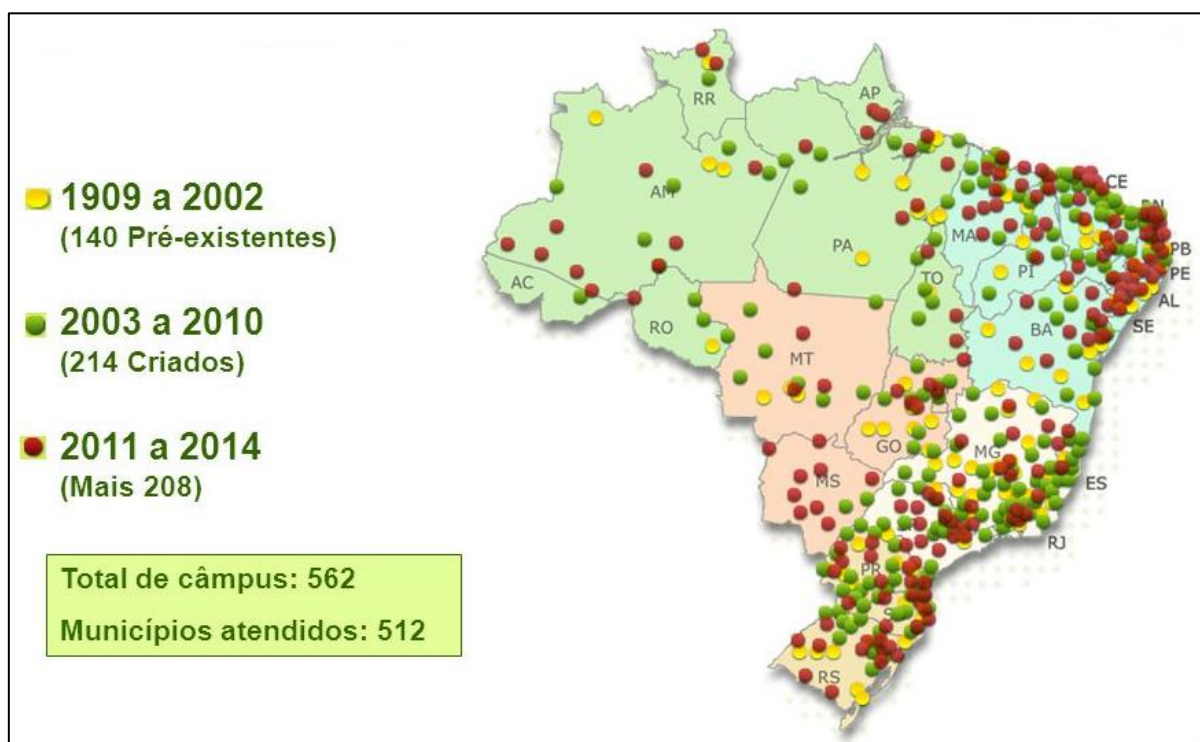 1909 a 2002
(140 Pré-existentes)
2003 a 2010
(214 Criados)
2011 a 2014
(Mais 208)
Total de câmpus: 562
Municípios atendidos: 512
RR
AP
AM
PA
MA
CE
RN
PB
PE
AL
SE
PI
TO
AC
RO
BA
MT
GO
MG
ES
MS
RJ
PR
RS